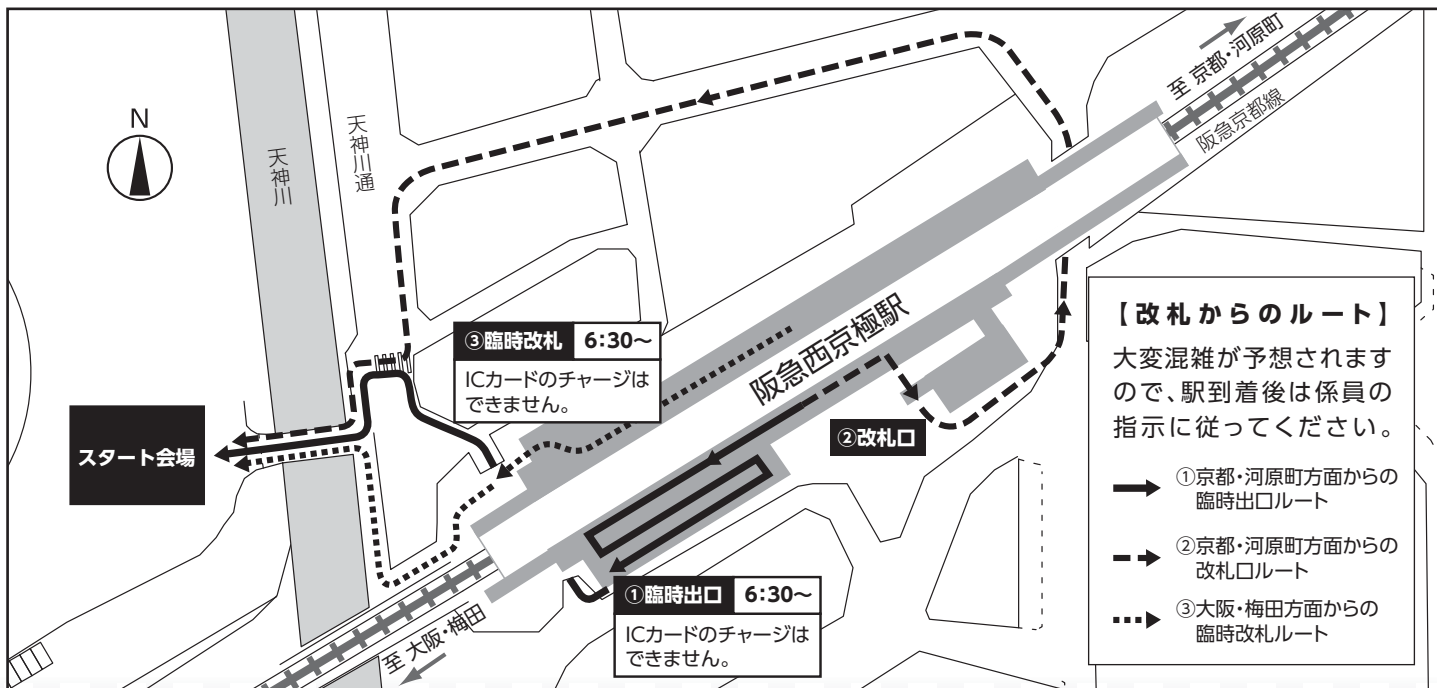 N
天神川
天神川通
至 京都・河原町
阪急京都線
③臨時改札 6:30〜
ICカードのチャージは
できません。
阪急西京極駅
②改札口
スタート会場
①臨時出口 6:30〜
ICカードのチャージは
できません。
至 大阪・梅田
【改札からのルート】
大変混雑が予想されます
ので、駅到着後は係員の
指示に従ってください。
①京都・河原町方面からの
臨時出口ルート
②京都・河原町方面からの
改札口ルート
③大阪・梅田方面からの
臨時改札ルート